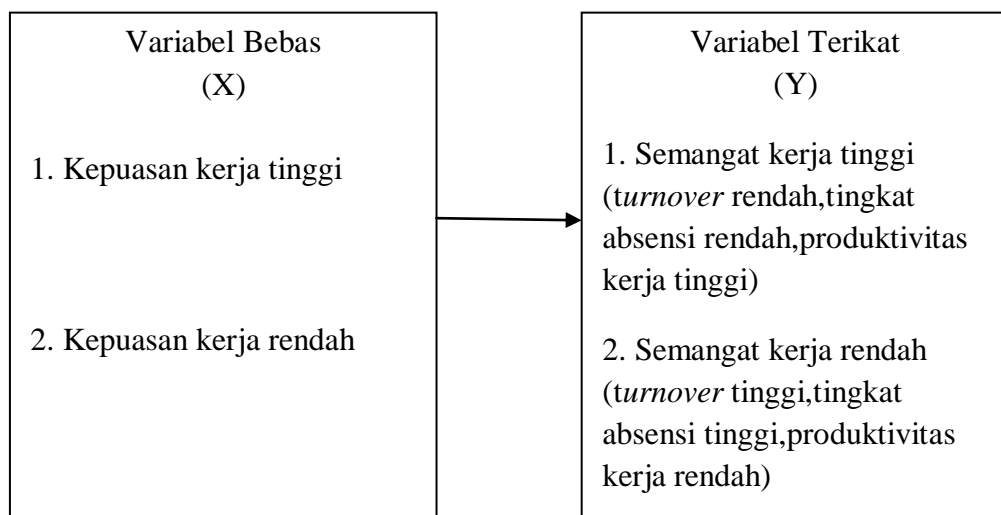 Variabel Bebas
(X)
1. Kepuasan kerja tinggi
2. Kepuasan kerja rendah
Variabel Terikat
(Y)
1. Semangat kerja tinggi
(turnover rendah,tingkat
absensi rendah,produktivitas
kerja tinggi)
2. Semangat kerja rendah
(turnover tinggi,tingkat
absensi tinggi,produktivitas
kerja rendah)